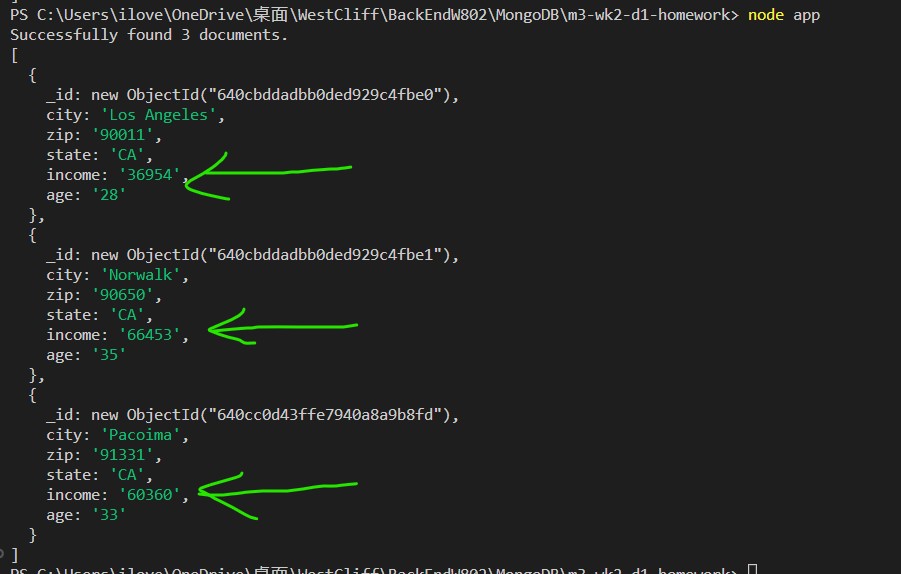 PS C:\Users\ilove\OneDrive\桌面\WestCliff\BackEndW802\MongoDB\m3-wk2-d1-homework> node app
Successfully found 3 documents.
[
  {
    _id: new ObjectId("640cbddadbb0ded929c4fbe0"),
    city: 'Los Angeles',
    zip: '90011',
    state: 'CA',
    income: '36954',
    age: '28'
  },
  {
    _id: new ObjectId("640cbddadbb0ded929c4fbe1"),
    city: 'Norwalk',
    zip: '90650',
    state: 'CA',
    income: '66453',
    age: '35'
  },
  {
    _id: new ObjectId("640cc0d43ffe7940a8a9b8fd"),
    city: 'Pacoima',
    zip: '91331',
    state: 'CA',
    income: '60360',
    age: '33'
  }
]
PS C:\Users\ilove\OneDrive\桌面\WestCliff\BackEndW802\MongoDB\m3-wk2-d1-homework>